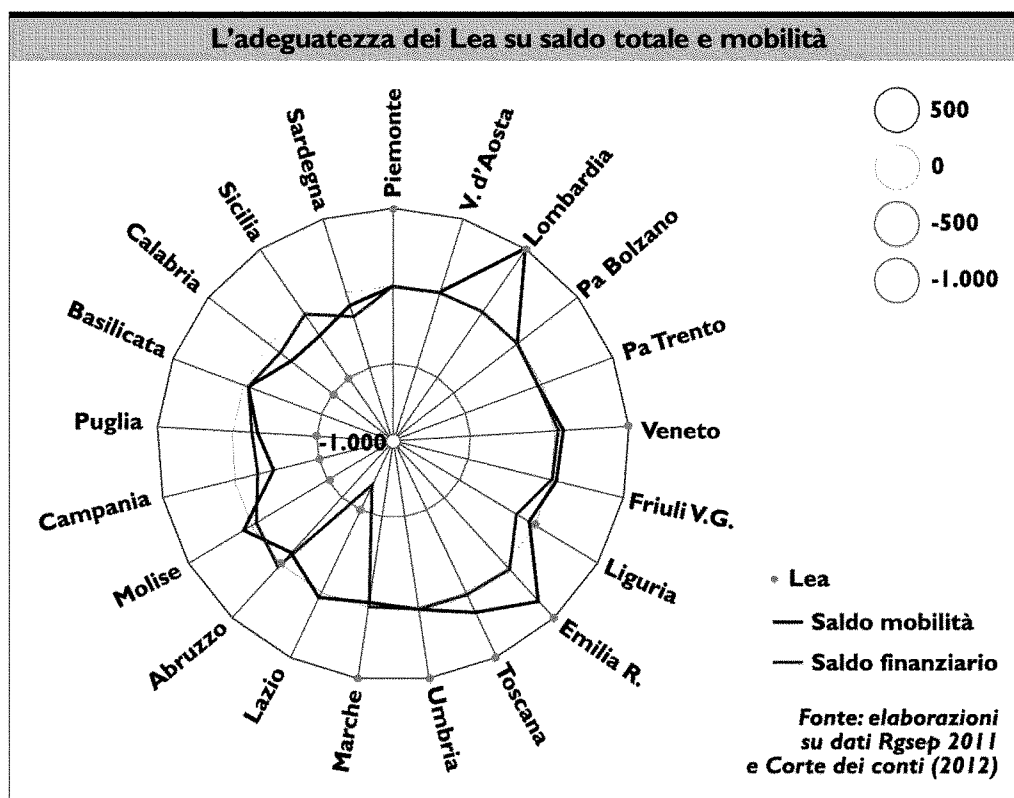 L'adeguatezza dei Lea su saldo totale e mobilità
500
0
-500
-1.000
Piemonte
V. d'Aosta
Lombardia
Pa Bolzano
Pa Trento
Veneto
Friuli V.G.
Liguria
Emilia R.
Toscana
Umbria
Marche
Lazio
Abruzzo
Molise
Campania
Puglia
Basilicata
Calabria
Sicilia
Sardegna
-1.000
Lea
Saldo mobilità
Saldo finanziario
Fonte: elaborazioni
su dati Rgsep 2011
e Corte dei conti (2012)